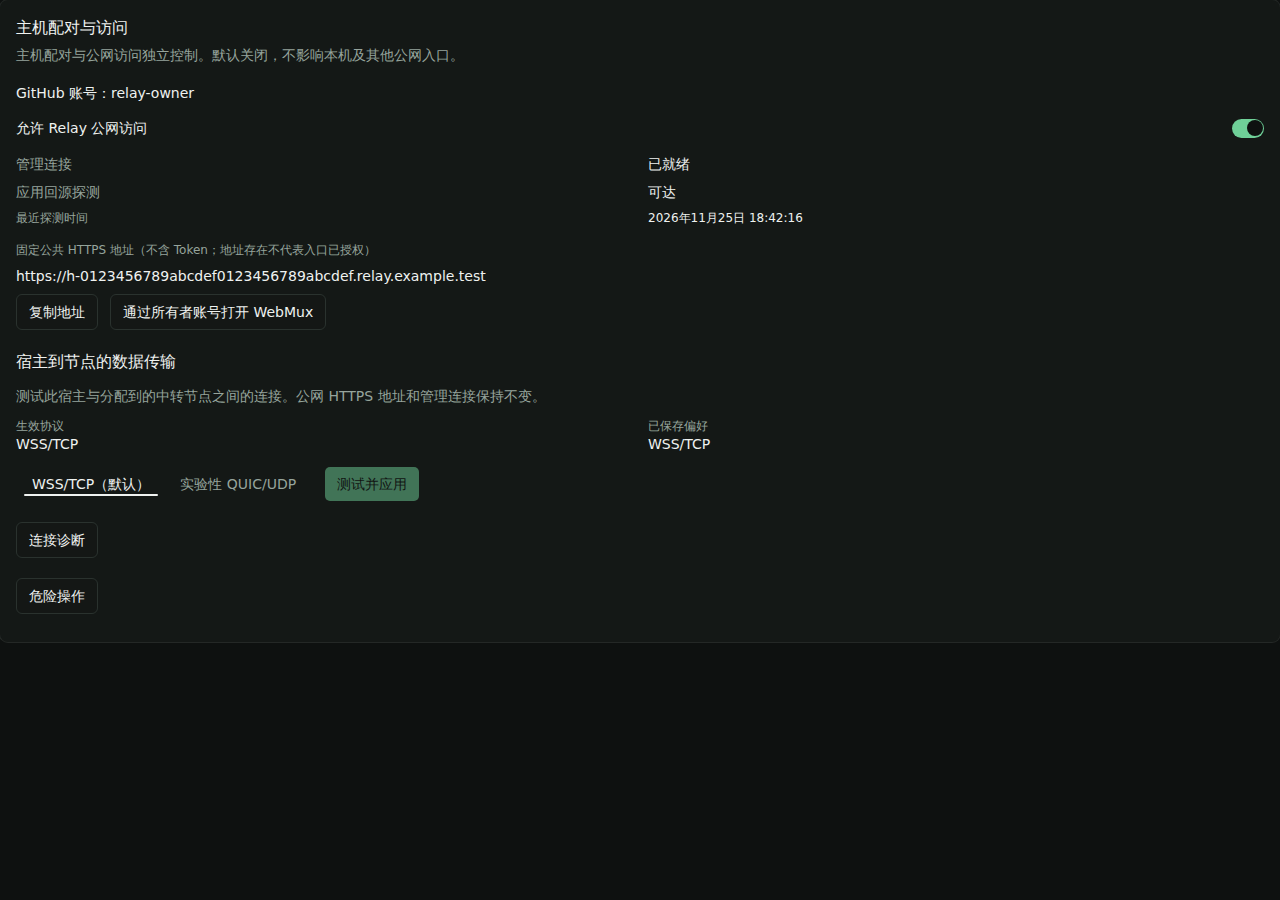 主机配对与访问
主机配对与公网访问独立控制。默认关闭，不影响本机及其他公网入口。
GitHub 账号：relay-owner
允许 Relay 公网访问
管理连接 已就绪
应用回源探测 可达
最近探测时间 2026年11月25日 18:42:16
固定公共 HTTPS 地址（不含 Token；地址存在不代表入口已授权）
https://h-0123456789abcdef0123456789abcdef.relay.example.test
复制地址 通过所有者账号打开 WebMux
宿主到节点的数据传输
测试此宿主与分配到的中转节点之间的连接。公网 HTTPS 地址和管理连接保持不变。
生效协议 已保存偏好
WSS/TCP WSS/TCP
WSS/TCP（默认） 实验性 QUIC/UDP 测试并应用
连接诊断
危险操作